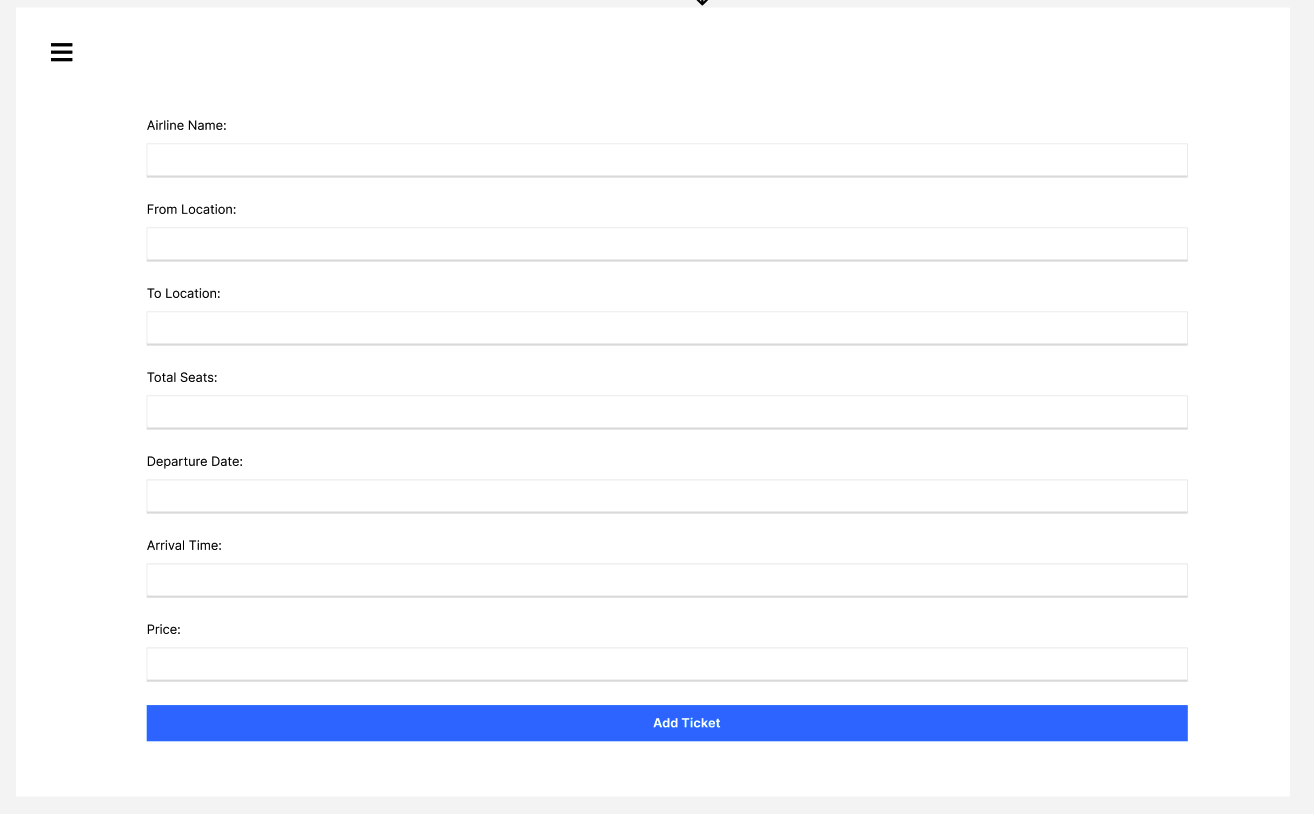 Airline Name:
From Location:
To Location:
Total Seats:
Departure Date:
Arrival Time:
Price:
Add Ticket